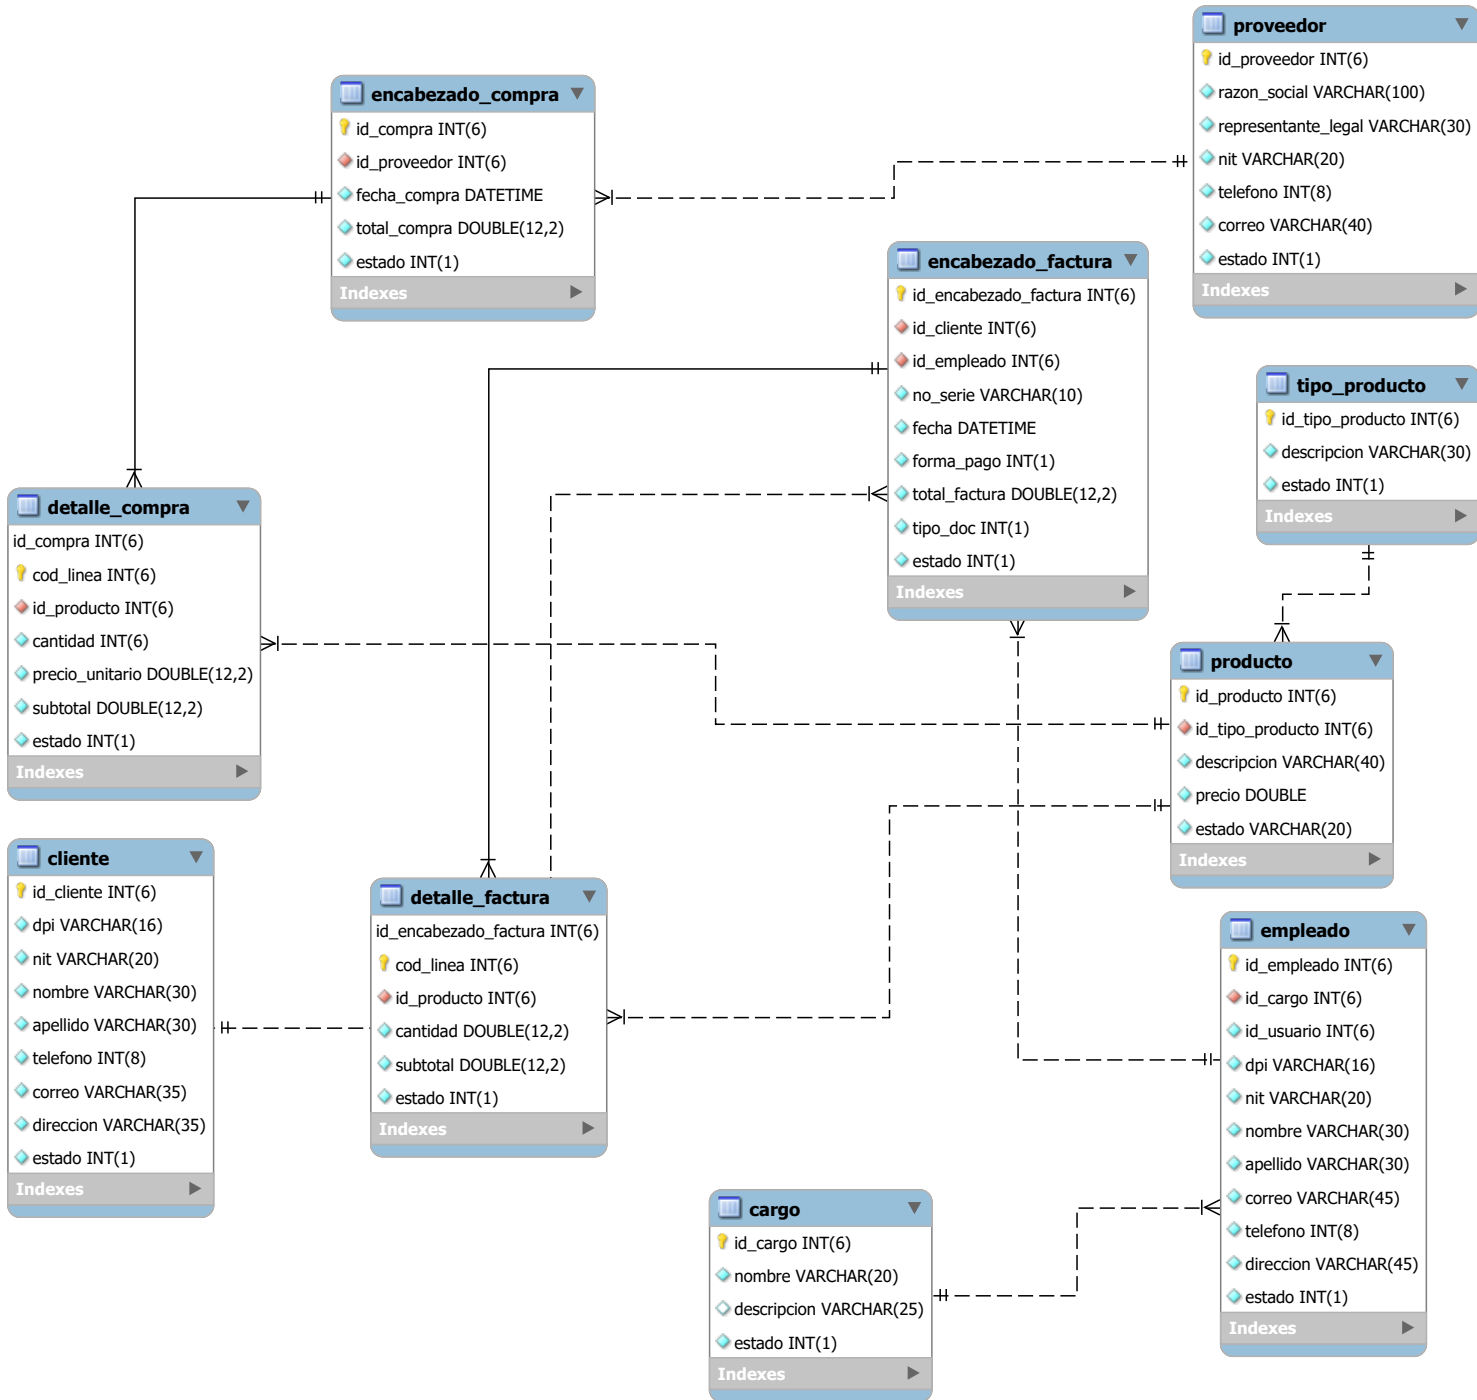 proveedor
id_proveedor INT(6)
razon_social VARCHAR(100)
representante_legal VARCHAR(30)
nit VARCHAR(20)
telefono INT(8)
correo VARCHAR(40)
estado INT(1)
Indexes
encabezado_compra
id_compra INT(6)
id_proveedor INT(6)
fecha_compra DATETIME
total_compra DOUBLE(12,2)
estado INT(1)
Indexes
encabezado_factura
id_encabezado_factura INT(6)
id_cliente INT(6)
id_empleado INT(6)
no_serie VARCHAR(10)
fecha DATETIME
forma_pago INT(1)
total_factura DOUBLE(12,2)
tipo_doc INT(1)
estado INT(1)
Indexes
tipo_producto
id_tipo_producto INT(6)
descripcion VARCHAR(30)
estado INT(1)
Indexes
detalle_compra
id_compra INT(6)
cod_linea INT(6)
id_producto INT(6)
cantidad INT(6)
precio_unitario DOUBLE(12,2)
subtotal DOUBLE(12,2)
estado INT(1)
Indexes
producto
id_producto INT(6)
id_tipo_producto INT(6)
descripcion VARCHAR(40)
precio DOUBLE
estado VARCHAR(20)
Indexes
cliente
id_cliente INT(6)
dpi VARCHAR(16)
nit VARCHAR(20)
nombre VARCHAR(30)
apellido VARCHAR(30)
telefono INT(8)
correo VARCHAR(35)
direccion VARCHAR(35)
estado INT(1)
Indexes
detalle_factura
id_encabezado_factura INT(6)
cod_linea INT(6)
id_producto INT(6)
cantidad DOUBLE(12,2)
subtotal DOUBLE(12,2)
estado INT(1)
Indexes
empleado
id_empleado INT(6)
id_cargo INT(6)
id_usuario INT(6)
dpi VARCHAR(16)
nit VARCHAR(20)
nombre VARCHAR(30)
apellido VARCHAR(30)
correo VARCHAR(45)
telefono INT(8)
direccion VARCHAR(45)
estado INT(1)
Indexes
cargo
id_cargo INT(6)
nombre VARCHAR(20)
descripcion VARCHAR(25)
estado INT(1)
Indexes